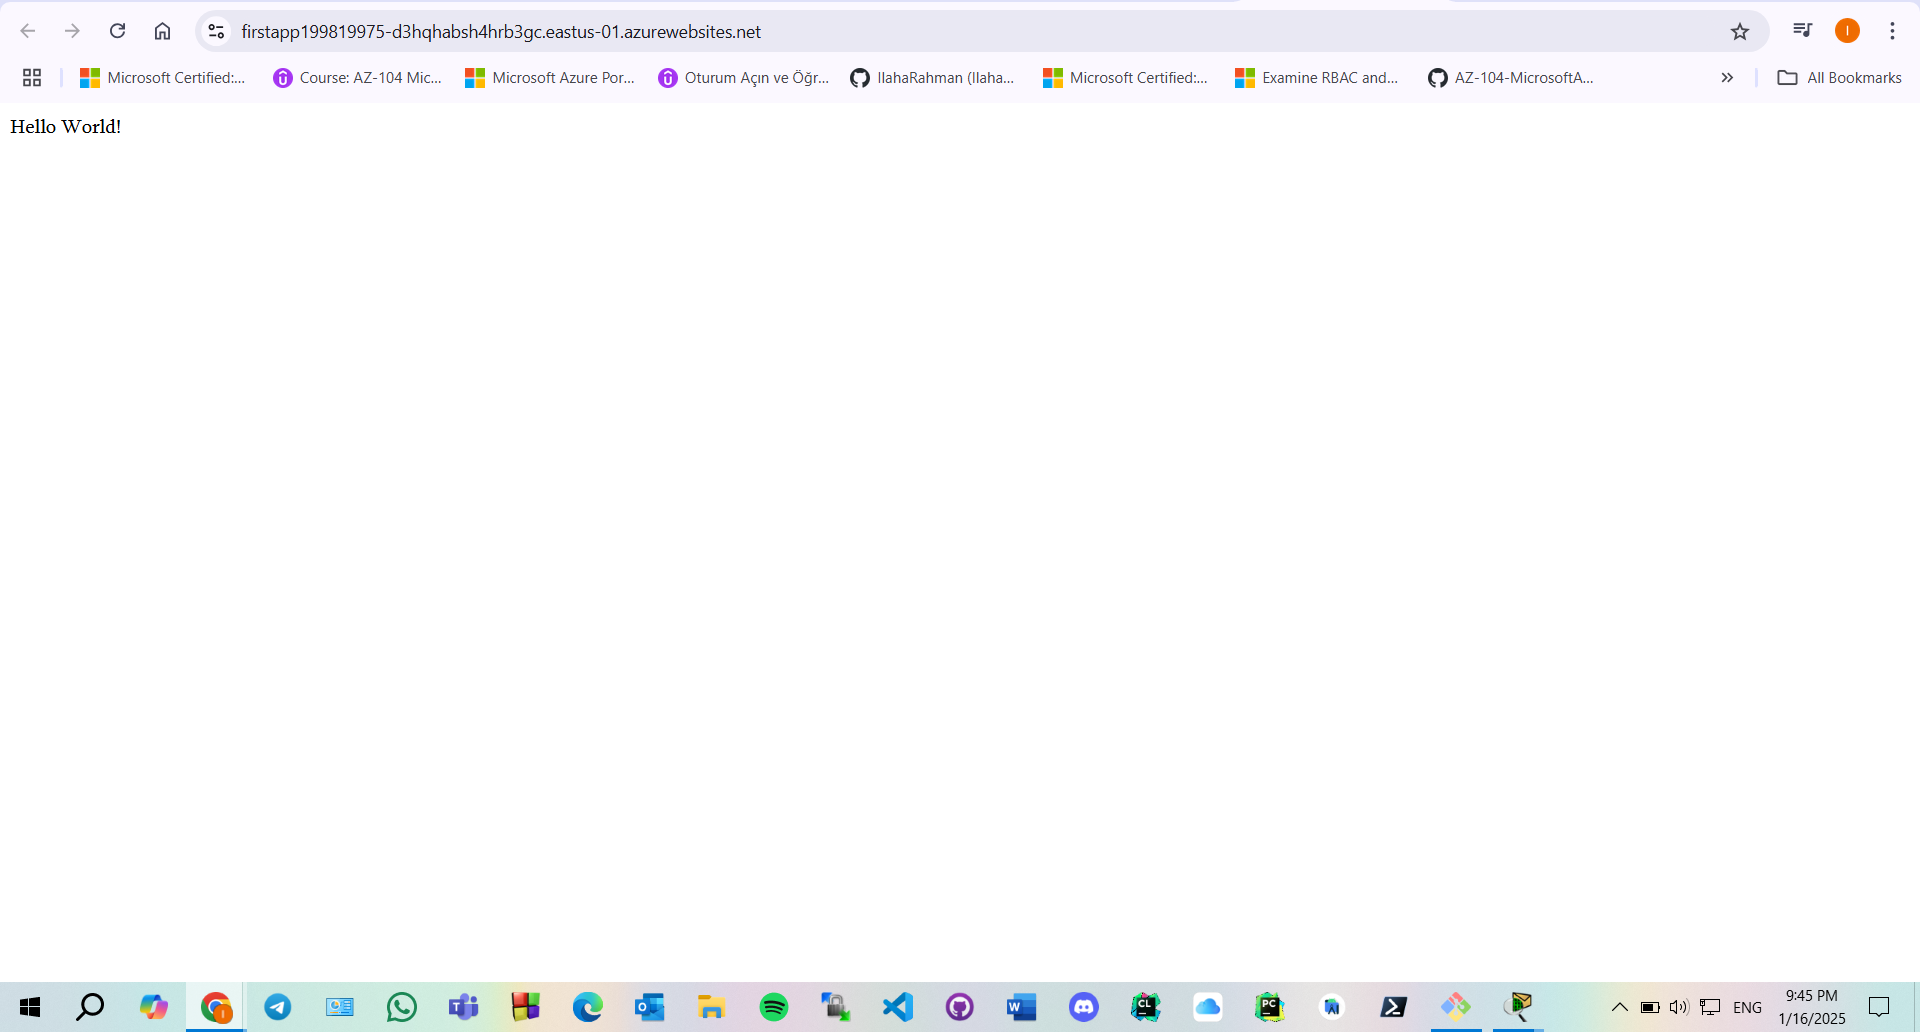 firstapp199819975-d3hqhabsh4hrb3gc.eastus-01.azurewebsites.net
I
Microsoft Certified:...
Course: AZ-104 Mic...
Microsoft Azure Por...
Oturum Açın ve Öğr...
IlahaRahman (Ilaha...
Microsoft Certified:...
Examine RBAC and...
AZ-104-MicrosoftA...
All Bookmarks
Hello World!
ENG
9:45 PM
1/16/2025